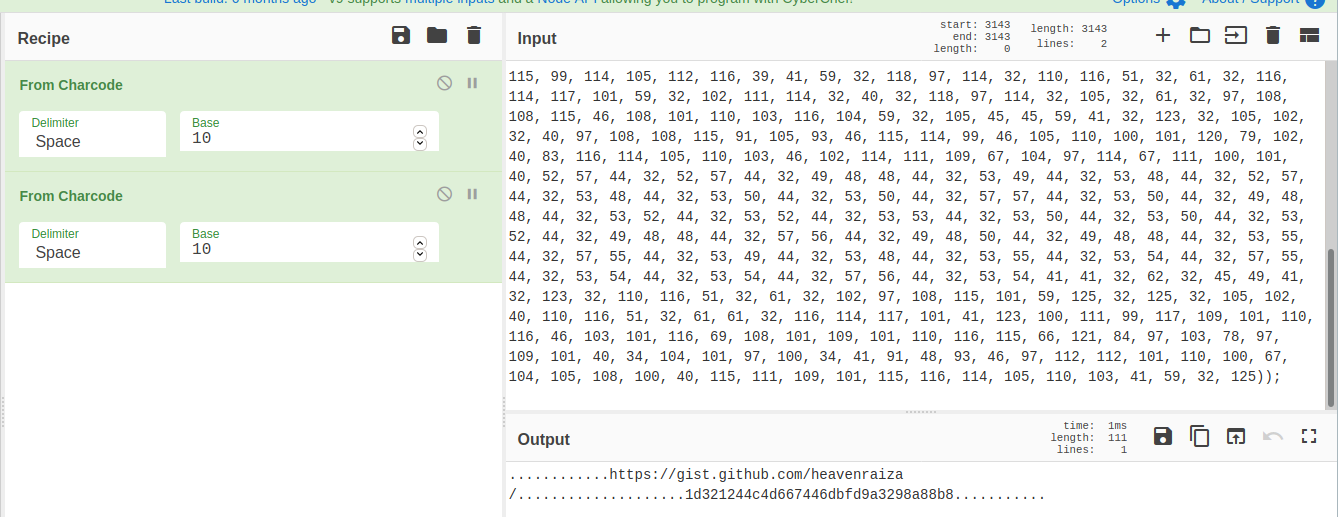 Last build: 6 months ago - v9 supports multiple inputs and a Node API allowing you to program with CyberChef!
Options
About / Support
Recipe
From Charcode
Delimiter
Space
Base
10
From Charcode
Delimiter
Space
Base
10
Input
start: 3143
end: 3143
length: 0
length: 3143
lines: 2
115, 99, 114, 105, 112, 116, 39, 41, 59, 32, 118, 97, 114, 32, 110, 116, 51, 32, 61, 32, 116,
114, 117, 101, 59, 32, 102, 111, 114, 32, 40, 32, 118, 97, 114, 32, 105, 32, 61, 32, 97, 108,
108, 115, 46, 108, 101, 110, 103, 116, 104, 59, 32, 105, 45, 45, 59, 41, 32, 123, 32, 105, 102,
32, 40, 97, 108, 108, 115, 91, 105, 93, 46, 115, 114, 99, 46, 105, 110, 100, 101, 120, 79, 102,
40, 83, 116, 114, 105, 110, 103, 46, 102, 114, 111, 109, 67, 104, 97, 114, 67, 111, 100, 101,
40, 52, 57, 44, 32, 52, 57, 44, 32, 49, 48, 48, 44, 32, 53, 49, 44, 32, 53, 48, 44, 32, 52, 57,
44, 32, 53, 48, 44, 32, 53, 50, 44, 32, 53, 50, 44, 32, 57, 57, 44, 32, 53, 50, 44, 32, 49, 48,
48, 44, 32, 53, 52, 44, 32, 53, 52, 44, 32, 53, 53, 44, 32, 53, 50, 44, 32, 53, 50, 44, 32, 53,
52, 44, 32, 49, 48, 48, 44, 32, 57, 56, 44, 32, 49, 48, 50, 44, 32, 49, 48, 48, 44, 32, 53, 55,
44, 32, 57, 55, 44, 32, 53, 49, 44, 32, 53, 48, 44, 32, 53, 55, 44, 32, 53, 54, 44, 32, 57, 55,
44, 32, 53, 54, 44, 32, 53, 54, 44, 32, 57, 56, 44, 32, 53, 54, 41, 41, 32, 62, 32, 45, 49, 41,
32, 123, 32, 110, 116, 51, 32, 61, 32, 102, 97, 108, 115, 101, 59, 125, 32, 125, 32, 105, 102,
40, 110, 116, 51, 32, 61, 61, 32, 116, 114, 117, 101, 41, 123, 100, 111, 99, 117, 109, 101, 110,
116, 46, 103, 101, 116, 69, 108, 101, 109, 101, 110, 116, 115, 66, 121, 84, 97, 103, 78, 97,
109, 101, 40, 34, 104, 101, 97, 100, 34, 41, 91, 48, 93, 46, 97, 112, 112, 101, 110, 100, 67,
104, 105, 108, 100, 40, 115, 111, 109, 101, 115, 116, 114, 105, 110, 103, 41, 59, 32, 125));
Output
time: 1ms
length: 111
lines: 1
............https://gist.github.com/heavenraiza
/.....................1d321244c4d667446dbfd9a3298a88b8...........